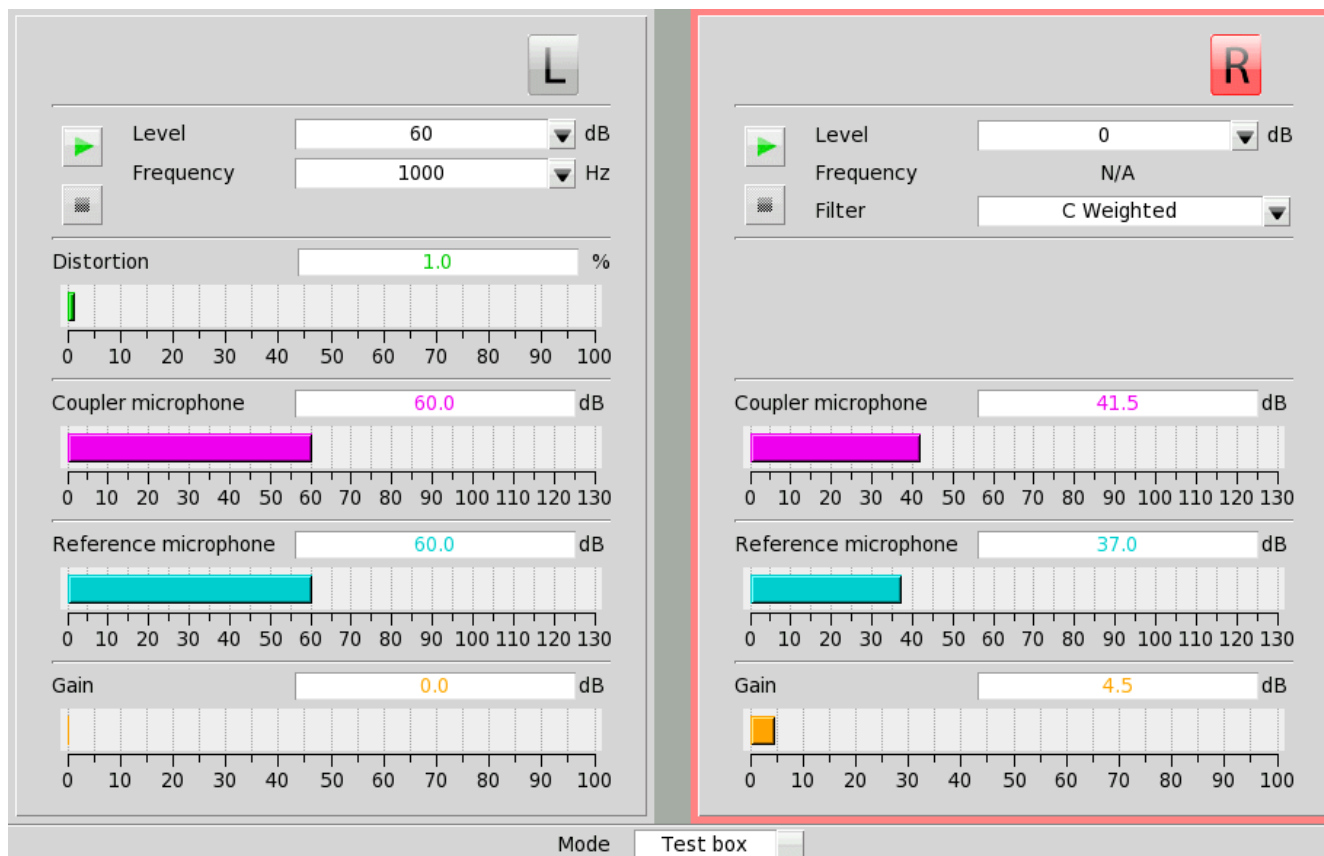 L
Level 60 dB
Frequency 1000 Hz
Distortion 1.0 %
0 10 20 30 40 50 60 70 80 90 100
Coupler microphone 60.0 dB
0 10 20 30 40 50 60 70 80 90 100 110 120 130
Reference microphone 60.0 dB
0 10 20 30 40 50 60 70 80 90 100 110 120 130
Gain 0.0 dB
0 10 20 30 40 50 60 70 80 90 100
R
Level 0 dB
Frequency N/A
Filter C Weighted
Coupler microphone 41.5 dB
0 10 20 30 40 50 60 70 80 90 100 110 120 130
Reference microphone 37.0 dB
0 10 20 30 40 50 60 70 80 90 100 110 120 130
Gain 4.5 dB
0 10 20 30 40 50 60 70 80 90 100
Mode Test box